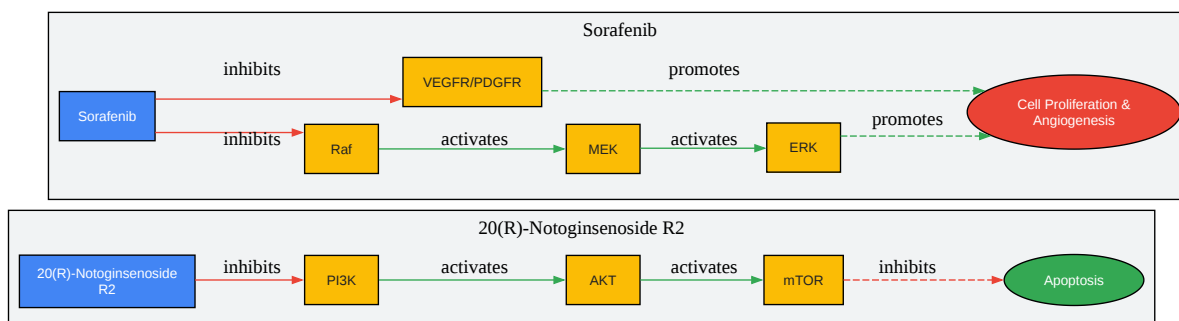 Sorafenib
inhibits
VEGFR/PDGFR
promotes
Sorafenib
Cell Proliferation &
Angiogenesis
inhibits
Raf
activates
MEK
activates
ERK
promotes
20(R)-Notoginsenoside R2
20(R)-Notoginsenoside
R2
inhibits
PI3K
activates
AKT
activates
mTOR
inhibits
Apoptosis